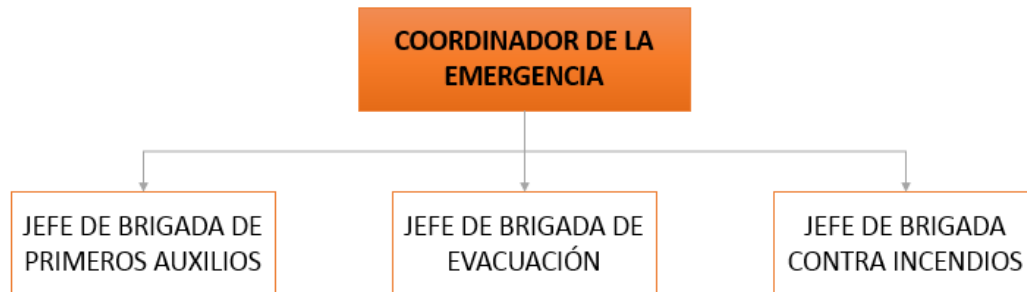 COORDINADOR DE LA
EMERGENCIA
JEFE DE BRIGADA DE
PRIMEROS AUXILIOS
JEFE DE BRIGADA DE
EVACUACIÓN
JEFE DE BRIGADA
CONTRA INCENDIOS